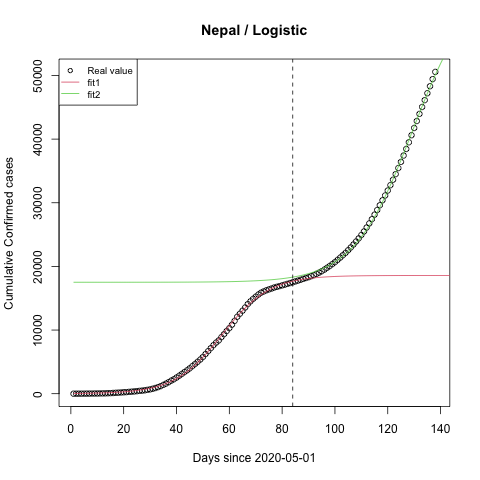 Nepal / Logistic
Real value
fit1
fit2
Cumulative Confirmed cases
0
10000
20000
30000
40000
50000
0 20 40 60 80 100 120 140
Days since 2020-05-01